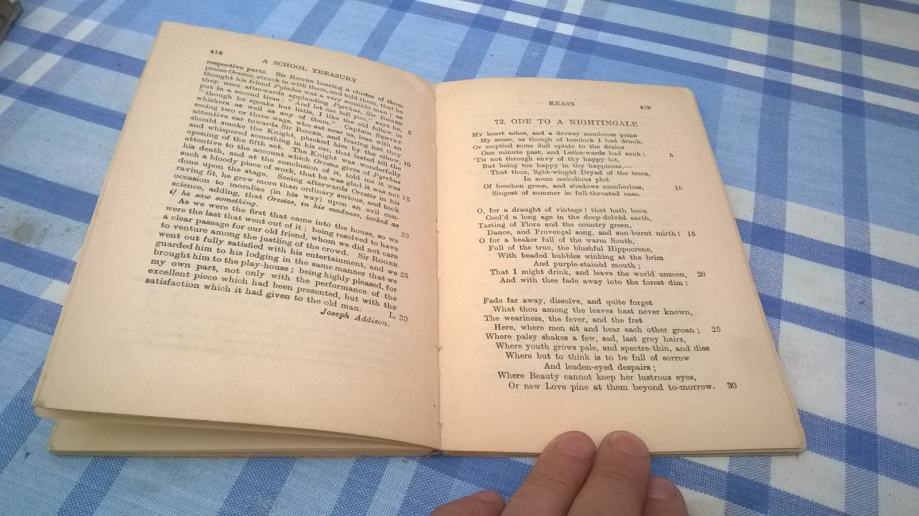 418
A SCHOOL TREASURY
respective parts. Sir ROGER hearing a cluster of them
praise Orestes, struck in with them, and told them, that he
thought his friend Pylades was a very sensible man; as
they were afterwards applauding Pyrrhus, Sir ROGER
put in a second time: "And let me tell you," says he, 5
"though he speaks but little, I like the old fellow in
whiskers as well as any of them." Captain SENTRY
seeing two or three wags, who sat near us, lean with an
attentive ear towards Sir ROGER, and fearing lest they
should smoke the Knight, plucked him by the elbow, 10
and whispered something in his ear, that lasted till the
opening of the fifth act. The Knight was wonderfully
attentive to the account which Orestes gives of Pyrrhus
his death, and at the conclusion of it, told me it was
such a bloody piece of work, that he was glad it was not 15
done upon the stage. Seeing afterwards Orestes in his
raving fit, he grew more than ordinary serious, and took
occasion to moralize (in his way) upon an evil con-
science, adding, that Orestes, in his madness, looked as
if he saw something. 20
As we were the first that came into the house, so we
were the last that went out of it; being resolved to have
a clear passage for our old friend, whom we did not care
to venture among the justling of the crowd. Sir ROGER
went out fully satisfied with his entertainment, and we 25
guarded him to his lodging in the same manner that we
brought him to the play-house; being highly pleased, for
my own part, not only with the performance of the
excellent piece which had been presented, but with the
satisfaction which it had given to the old man. L. 30
Joseph Addison.
KEATS 419
72. ODE TO A NIGHTINGALE
MY heart aches, and a drowsy numbness pains
My sense, as though of hemlock I had drunk,
Or emptied some dull opiate to the drains
One minute past, and Lethe-wards had sunk:
'Tis not through envy of thy happy lot, 5
But being too happy in thy happiness,—
That thou, light-wingèd Dryad of the trees,
In some melodious plot
Of beechen green, and shadows numberless,
Singest of summer in full-throated ease. 10
O, for a draught of vintage! that hath been
Cool'd a long age in the deep-delvèd earth,
Tasting of Flora and the country green,
Dance, and Provençal song, and sun-burnt mirth!
O for a beaker full of the warm South, 15
Full of the true, the blushful Hippocrene,
With beaded bubbles winking at the brim
And purple-stainèd mouth;
That I might drink, and leave the world unseen,
And with thee fade away into the forest dim: 20
Fade far away, dissolve, and quite forget
What thou among the leaves hast never known,
The weariness, the fever, and the fret
Here, where men sit and hear each other groan;
Where palsy shakes a few, sad, last grey hairs, 25
Where youth grows pale, and spectre-thin, and dies
Where but to think is to be full of sorrow
And leaden-eyed despairs;
Where Beauty cannot keep her lustrous eyes,
Or new Love pine at them beyond to-morrow. 30